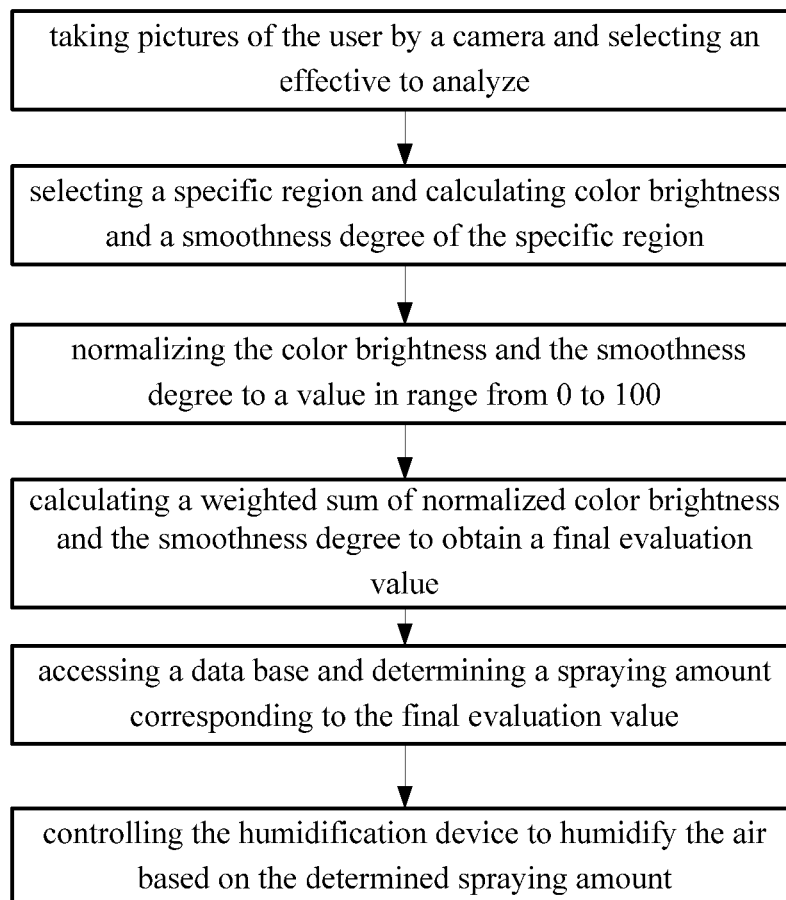 taking pictures of the user by a camera and selecting an
effective to analyze
selecting a specific region and calculating color brightness
and a smoothness degree of the specific region
normalizing the color brightness and the smoothness
degree to a value in range from 0 to 100
calculating a weighted sum of normalized color brightness
and the smoothness degree to obtain a final evaluation
value
accessing a data base and determining a spraying amount
corresponding to the final evaluation value
controlling the humidification device to humidify the air
based on the determined spraying amount